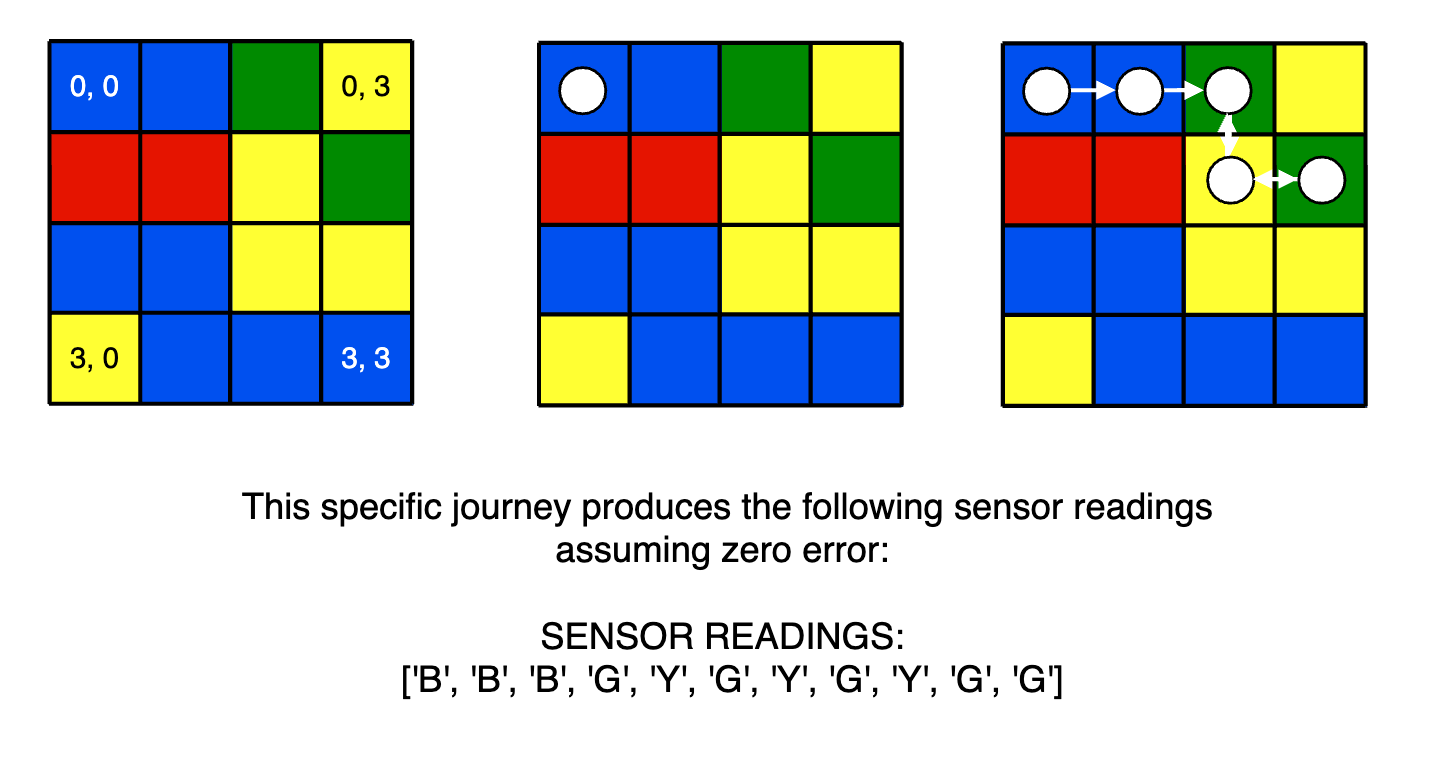 0, 0
0, 3
3, 0
3, 3
This specific journey produces the following sensor readings
assuming zero error:
SENSOR READINGS:
['B', 'B', 'B', 'G', 'Y', 'G', 'Y', 'G', 'Y', 'G', 'G']